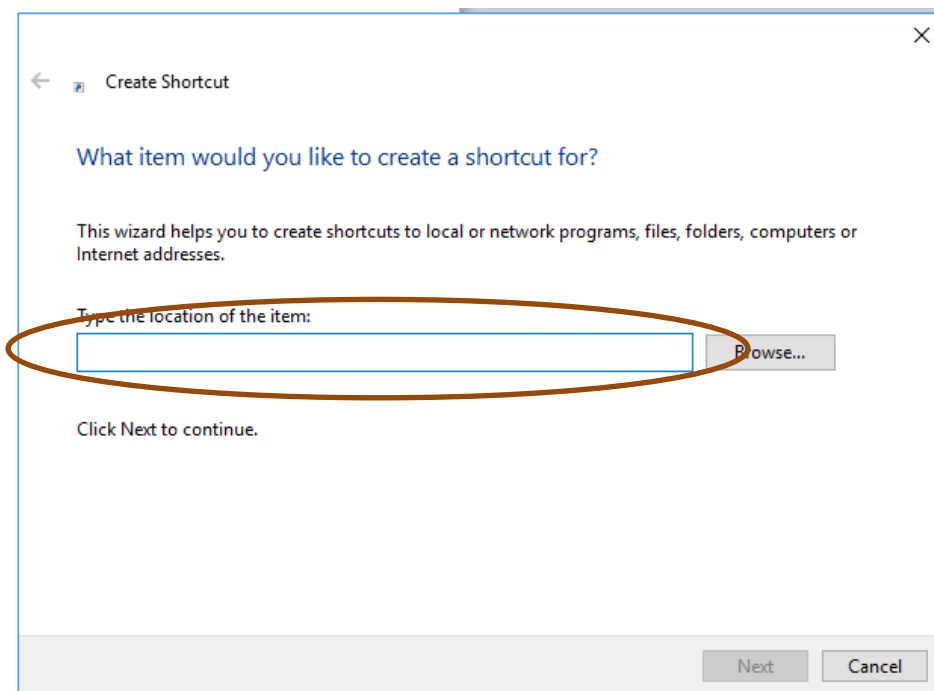 Create Shortcut
What item would you like to create a shortcut for?
This wizard helps you to create shortcuts to local or network programs, files, folders, computers or
Internet addresses.
Type the location of the item:
Browse...
Click Next to continue.
Next
Cancel